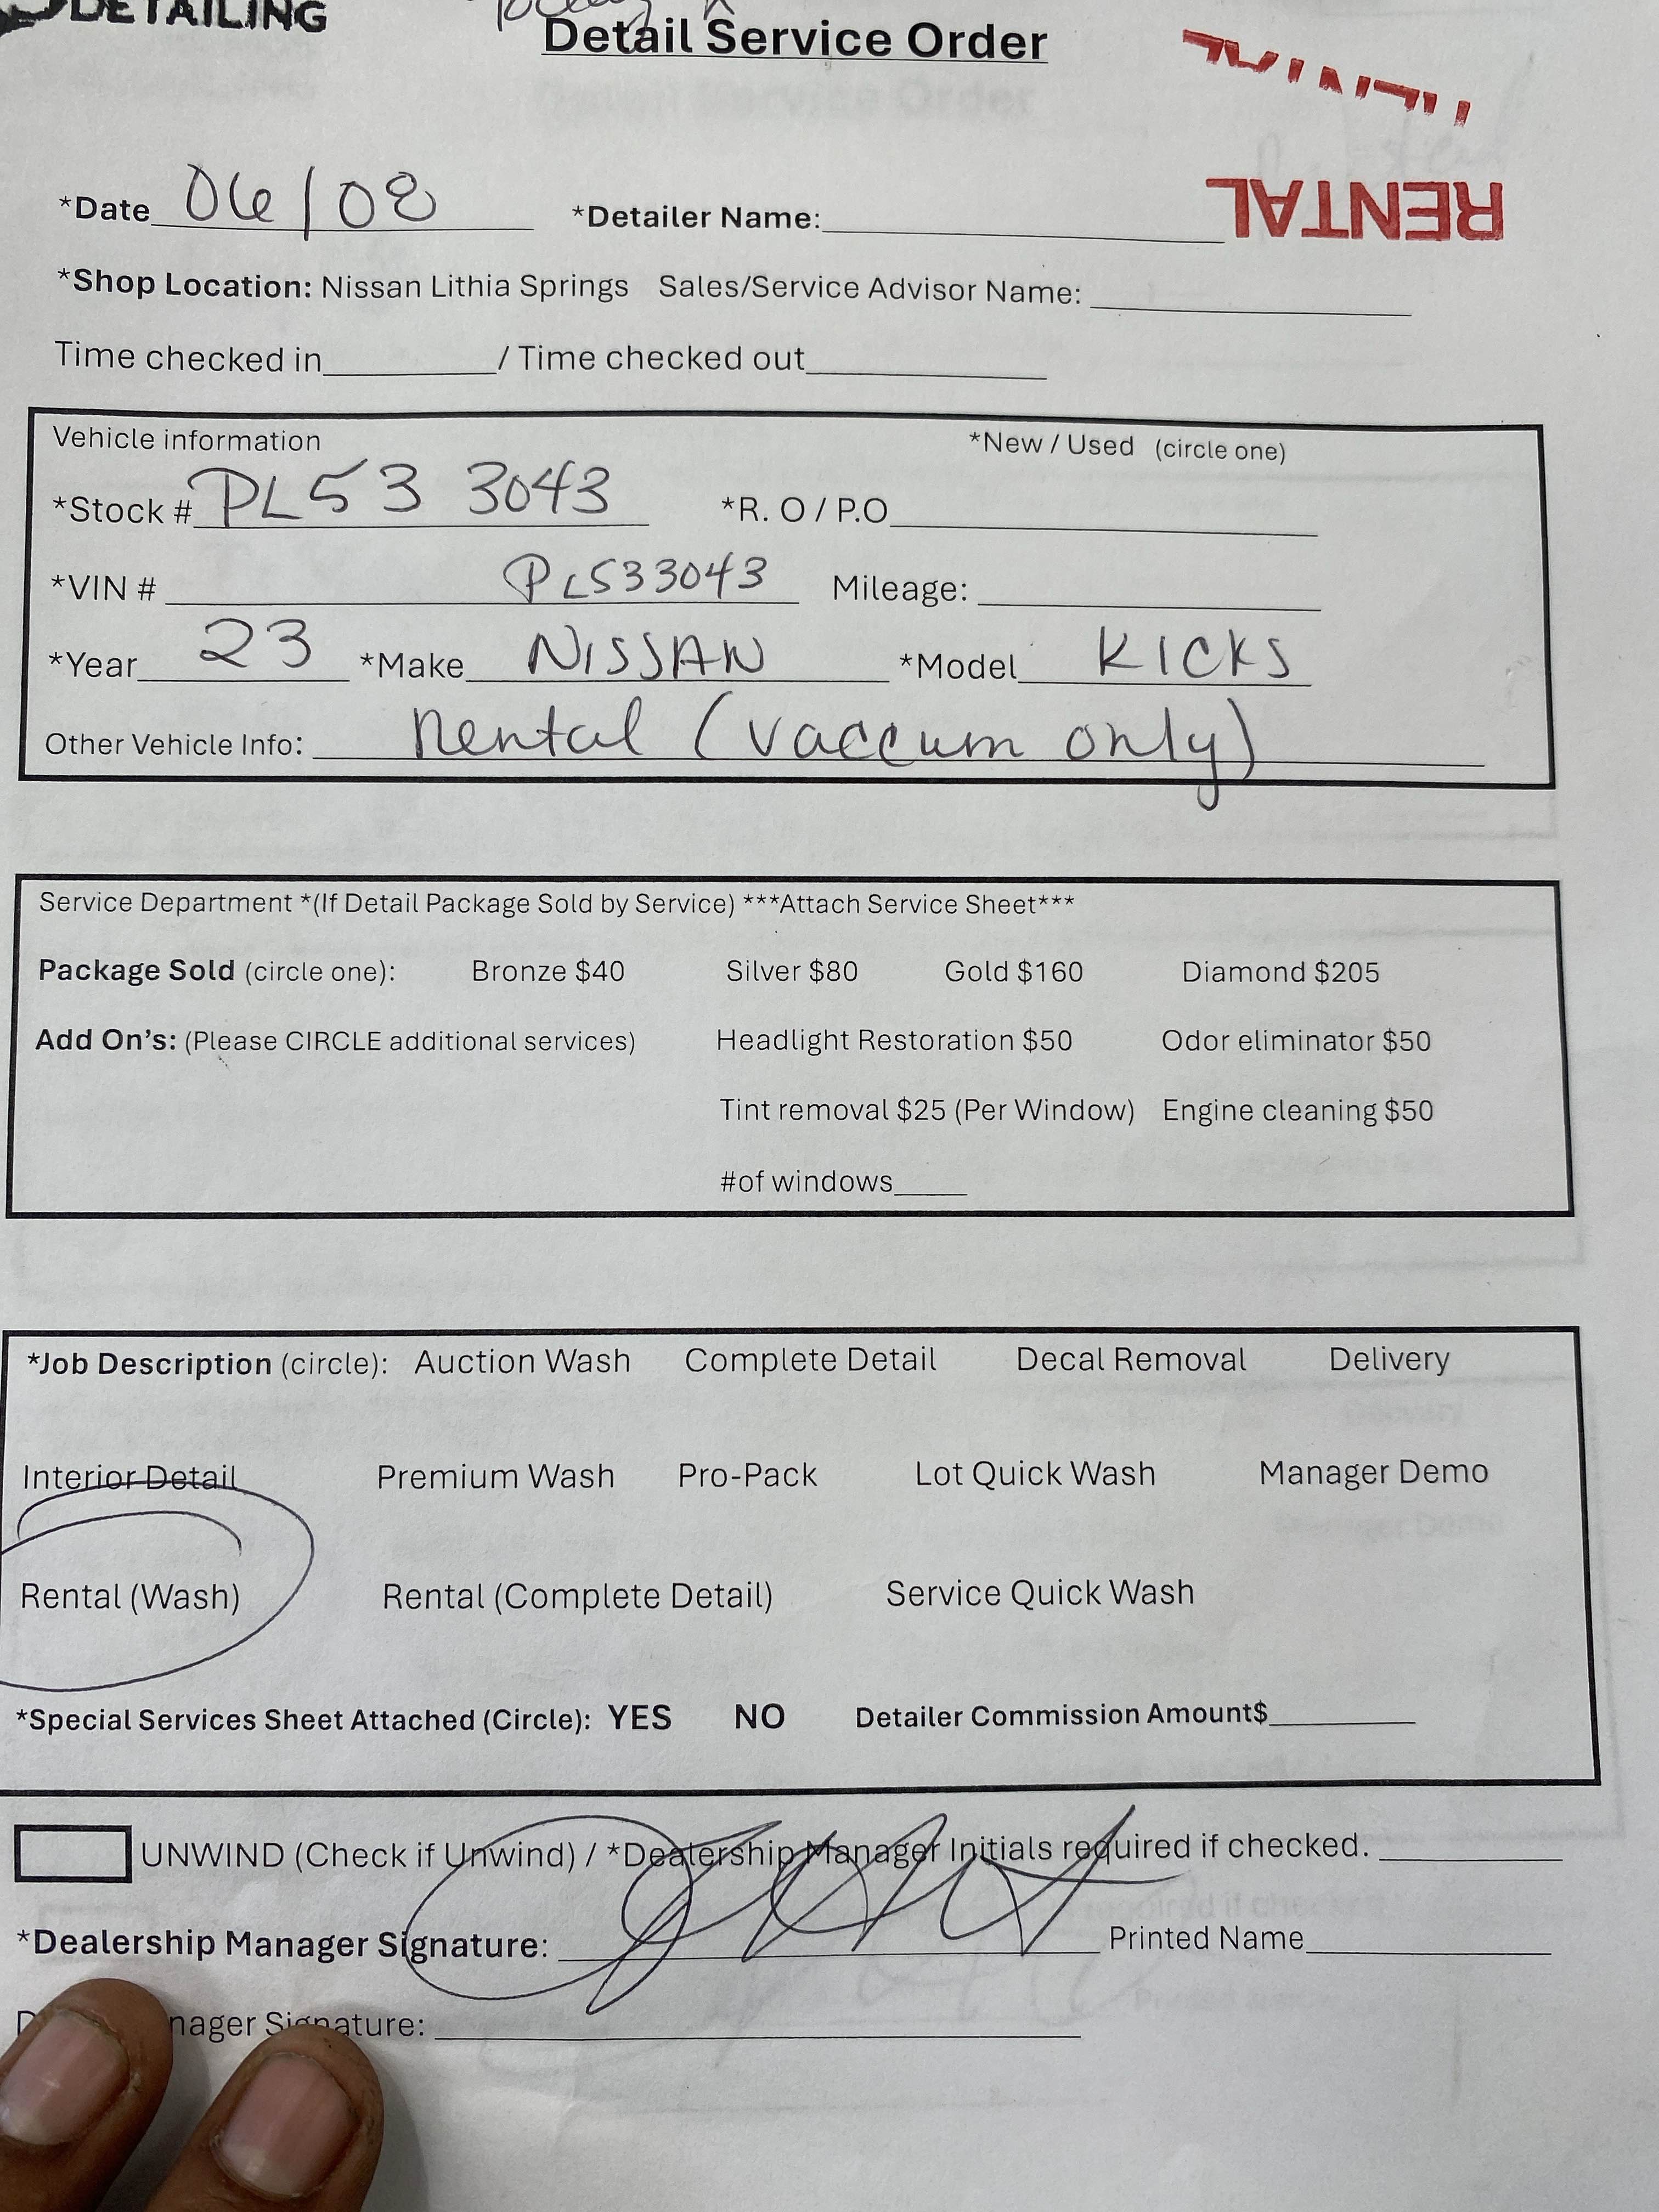 DETAILING
Today
Detail Service Order
RENTAL
RENTAL
*Date 06/08 *Detailer Name:
*Shop Location: Nissan Lithia Springs Sales/Service Advisor Name:
Time checked in / Time checked out
Vehicle information *New / Used (circle one)
*Stock # PL53 3043 *R. O / P.O
*VIN # PL533043 Mileage:
*Year 23 *Make NISSAN *Model KICKS
Other Vehicle Info: Rental (vaccum only)
Service Department *(If Detail Package Sold by Service) ***Attach Service Sheet***
Package Sold (circle one): Bronze $40 Silver $80 Gold $160 Diamond $205
Add On's: (Please CIRCLE additional services) Headlight Restoration $50 Odor eliminator $50
Tint removal $25 (Per Window) Engine cleaning $50
#of windows
*Job Description (circle): Auction Wash Complete Detail Decal Removal Delivery
Interior Detail Premium Wash Pro-Pack Lot Quick Wash Manager Demo
Rental (Wash) Rental (Complete Detail) Service Quick Wash
*Special Services Sheet Attached (Circle): YES NO Detailer Commission Amount$
UNWIND (Check if Unwind) / *Dealership Manager Initials required if checked.
*Dealership Manager Signature: Printed Name
Signature: